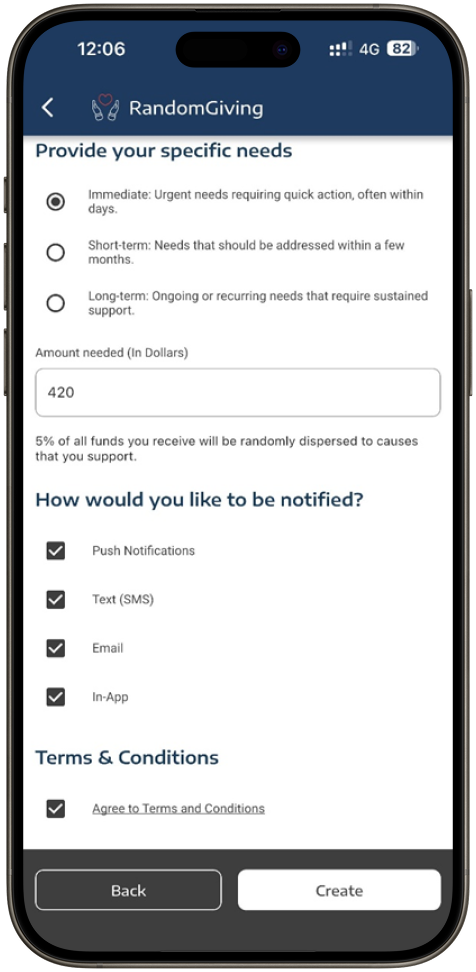 12:06
4G 82
RandomGiving
Provide your specific needs
Immediate: Urgent needs requiring quick action, often within
days.
Short-term: Needs that should be addressed within a few
months.
Long-term: Ongoing or recurring needs that require sustained
support.
Amount needed (In Dollars)
420
5% of all funds you receive will be randomly dispersed to causes
that you support.
How would you like to be notified?
Push Notifications
Text (SMS)
Email
In-App
Terms & Conditions
Agree to Terms and Conditions
Back
Create